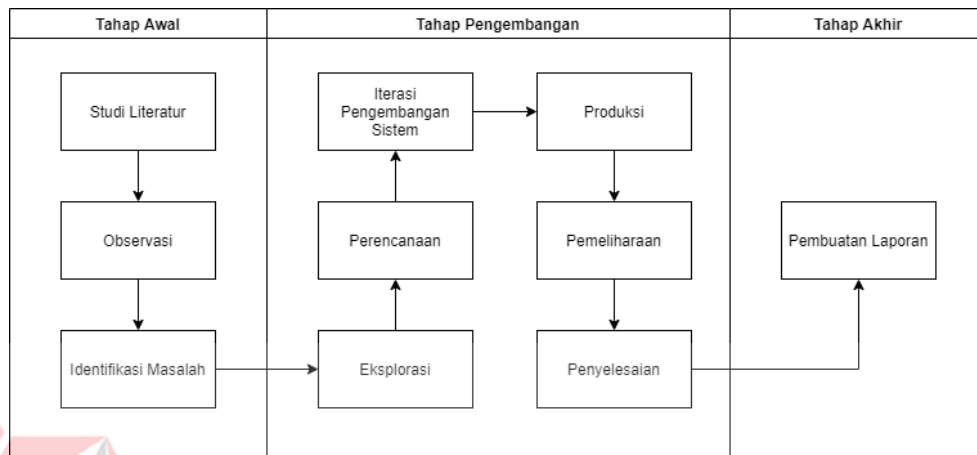 Tahap Awal
Tahap Pengembangan
Tahap Akhir
Studi Literatur
Observasi
Identifikasi Masalah
Eksplorasi
Perencanaan
Iterasi
Pengembangan
Sistem
Produksi
Pemeliharaan
Penyelesaian
Pembuatan Laporan